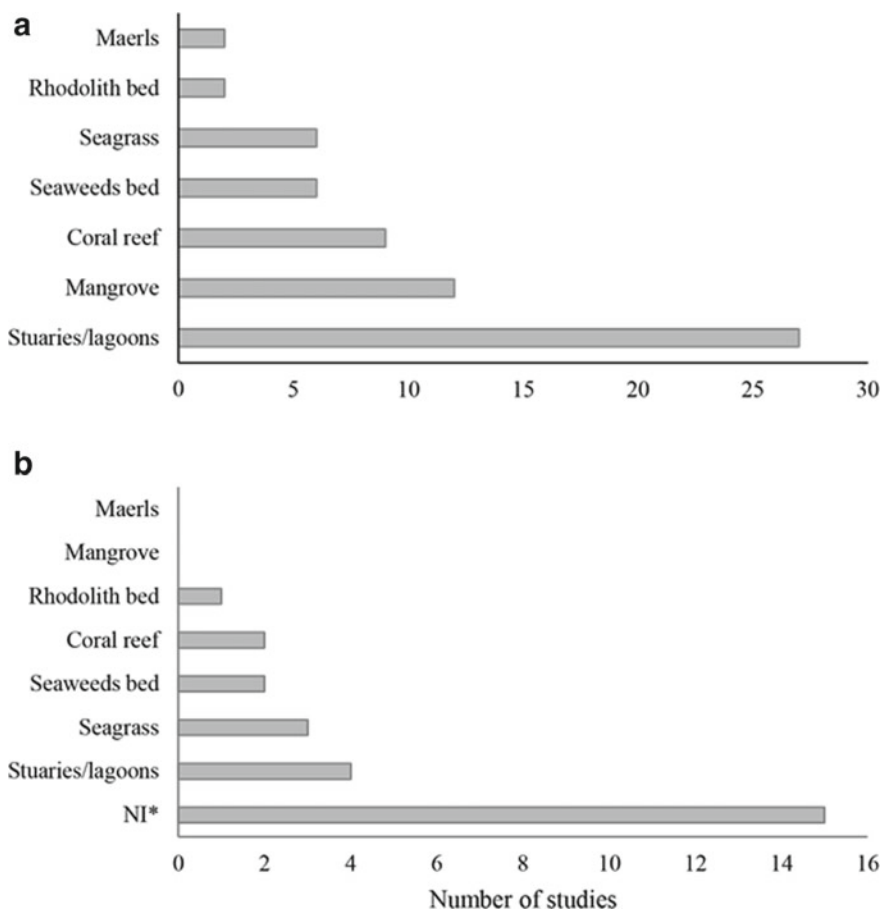 a
Maerls
Rhodolith bed
Seagrass
Seaweeds bed
Coral reef
Mangrove
Stuaries/lagoons
0 5 10 15 20 25 30
b
Maerls
Mangrove
Rhodolith bed
Coral reef
Seaweeds bed
Seagrass
Stuaries/lagoons
NI*
0 2 4 6 8 10 12 14 16
Number of studies